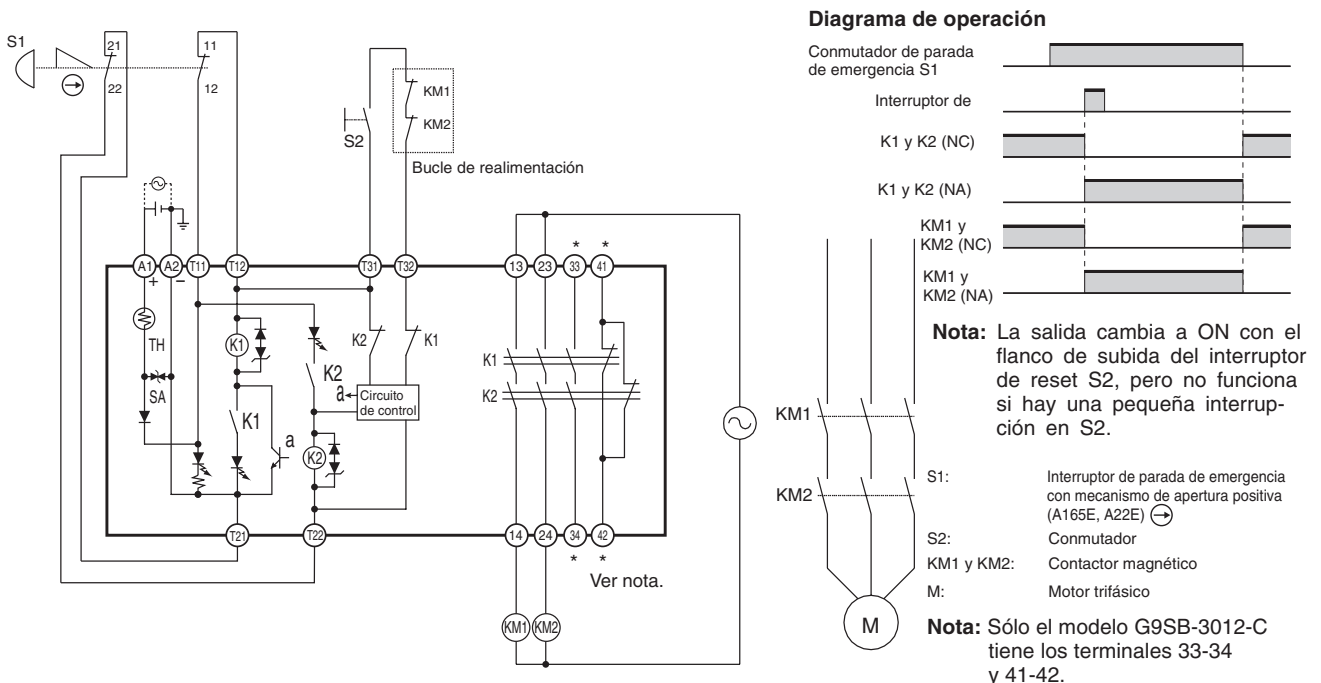 S1
21
22
11
12
S2
KM1
KM2
Bucle de realimentación
A1
A2
T11
T12
T31
T32
13
23
*
33
*
41
+
−
TH
SA
K1
K1
K2
K2
K1
a
Circuito
de control
a
K2
K1
K2
T21
T22
14
24
34
42
*
*
Ver nota.
KM1
KM2
Diagrama de operación
Conmutador de parada
de emergencia S1
Interruptor de
K1 y K2 (NC)
K1 y K2 (NA)
KM1 y
KM2 (NC)
KM1 y
KM2 (NA)
Nota: La salida cambia a ON con el
flanco de subida del interruptor
de reset S2, pero no funciona
si hay una pequeña interrup-
ción en S2.
KM1
KM2
M
S1: Interruptor de parada de emergencia
con mecanismo de apertura positiva
(A165E, A22E)
S2: Conmutador
KM1 y KM2: Contactor magnético
M: Motor trifásico
Nota: Sólo el modelo G9SB-3012-C
tiene los terminales 33-34
y 41-42.